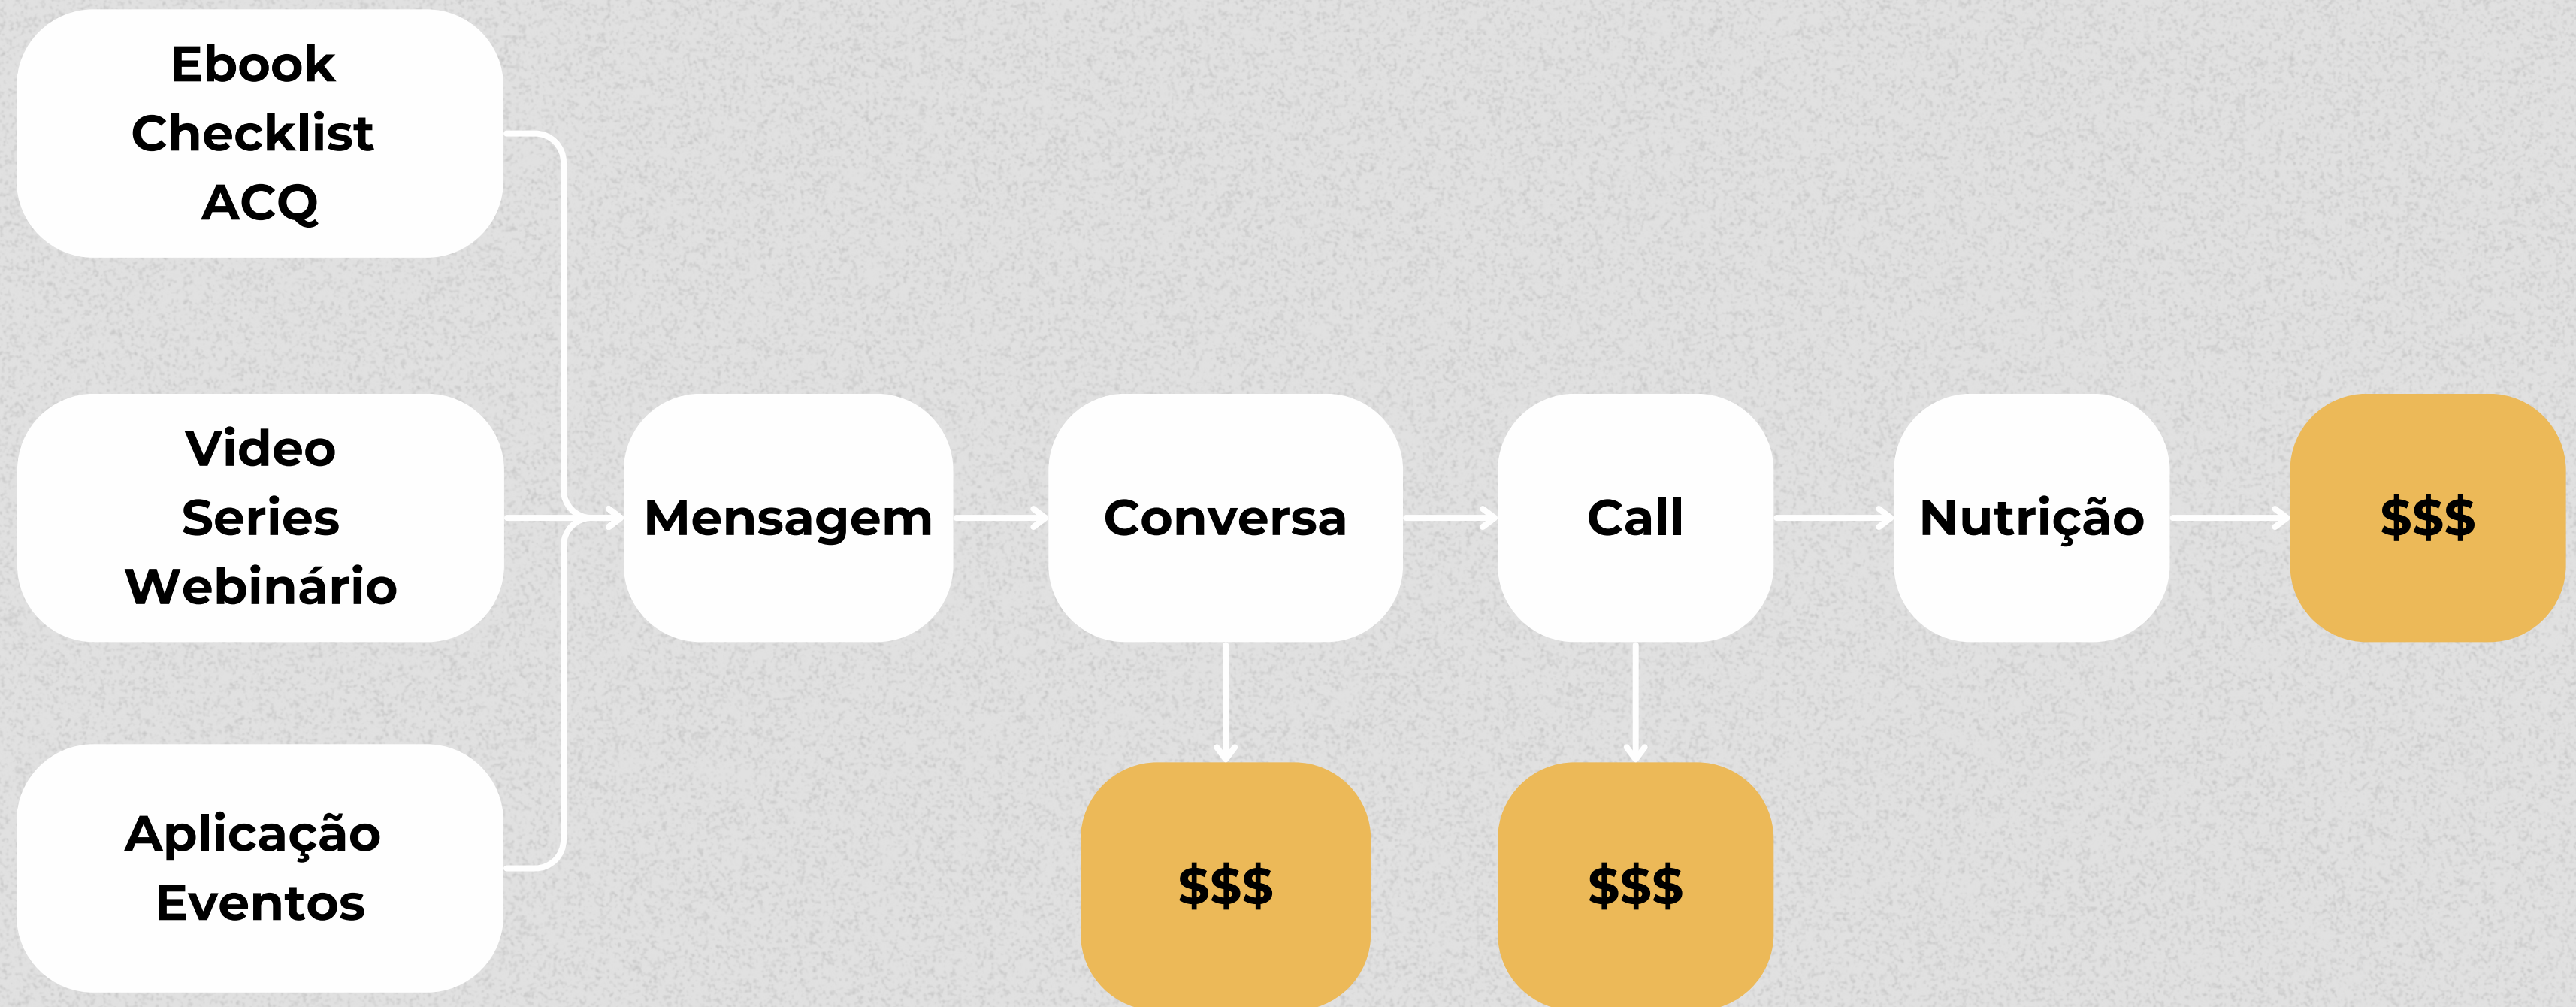 Ebook
Checklist
ACQ
Video
Series
Webinário
Aplicação
Eventos
Mensagem
Conversa
Call
Nutrição
$$$
$$$
$$$